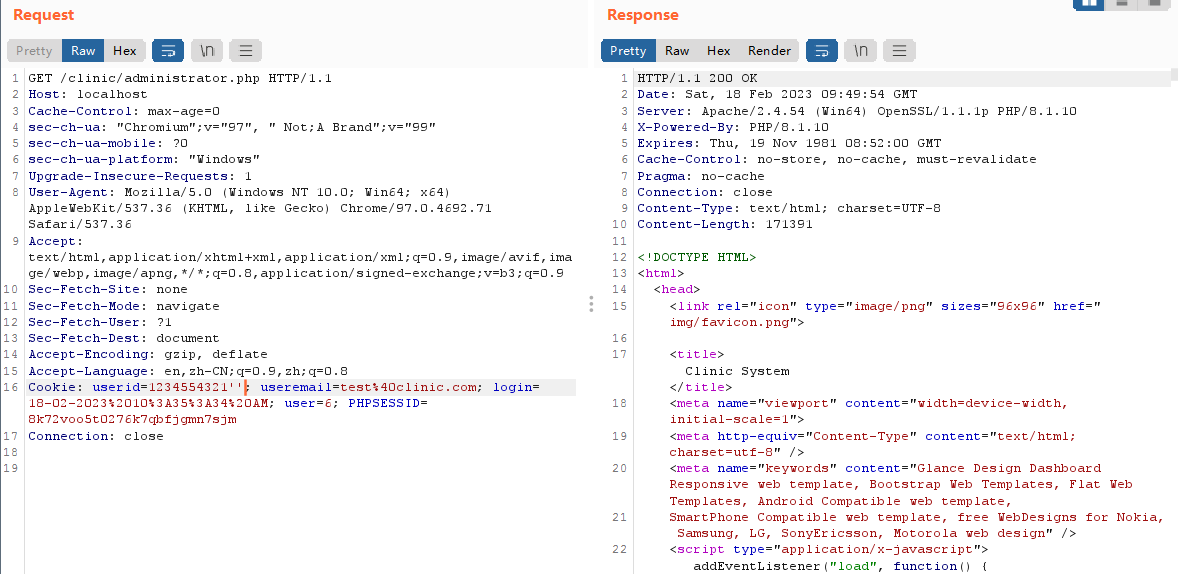 Request
Pretty Raw Hex \n
1 GET /clinic/administrator.php HTTP/1.1
2 Host: localhost
3 Cache-Control: max-age=0
4 sec-ch-ua: "Chromium";v="97", " Not;A Brand";v="99"
5 sec-ch-ua-mobile: ?0
6 sec-ch-ua-platform: "Windows"
7 Upgrade-Insecure-Requests: 1
8 User-Agent: Mozilla/5.0 (Windows NT 10.0; Win64; x64)
AppleWebKit/537.36 (KHTML, like Gecko) Chrome/97.0.4692.71
Safari/537.36
9 Accept:
text/html,application/xhtml+xml,application/xml;q=0.9,image/avif,ima
ge/webp,image/apng,*/*;q=0.8,application/signed-exchange;v=b3;q=0.9
10 Sec-Fetch-Site: none
11 Sec-Fetch-Mode: navigate
12 Sec-Fetch-User: ?1
13 Sec-Fetch-Dest: document
14 Accept-Encoding: gzip, deflate
15 Accept-Language: en,zh-CN;q=0.9,zh;q=0.8
16 Cookie: userid=1234554321''; useremail=test%40clinic.com; login=
18-02-2023%2010%3A35%3A34%20AM; user=6; PHPSESSID=
8k72voo5t0276k7qbfjgmn7sjm
17 Connection: close
18
19
Response
Pretty Raw Hex Render \n
1 HTTP/1.1 200 OK
2 Date: Sat, 18 Feb 2023 09:49:54 GMT
3 Server: Apache/2.4.54 (Win64) OpenSSL/1.1.1p PHP/8.1.10
4 X-Powered-By: PHP/8.1.10
5 Expires: Thu, 19 Nov 1981 08:52:00 GMT
6 Cache-Control: no-store, no-cache, must-revalidate
7 Pragma: no-cache
8 Connection: close
9 Content-Type: text/html; charset=UTF-8
10 Content-Length: 171391
11
12 <!DOCTYPE HTML>
13 <html>
14 <head>
15 <link rel="icon" type="image/png" sizes="96x96" href="
img/favicon.png">
16
17 <title>
Clinic System
</title>
18 <meta name="viewport" content="width=device-width,
initial-scale=1">
19 <meta http-equiv="Content-Type" content="text/html;
charset=utf-8" />
20 <meta name="keywords" content="Glance Design Dashboard
Responsive web template, Bootstrap Web Templates, Flat Web
Templates, Android Compatible web template,
21 SmartPhone Compatible web template, free WebDesigns for Nokia,
Samsung, LG, SonyEricsson, Motorola web design" />
22 <script type="application/x-javascript">
addEventListener("load", function() {